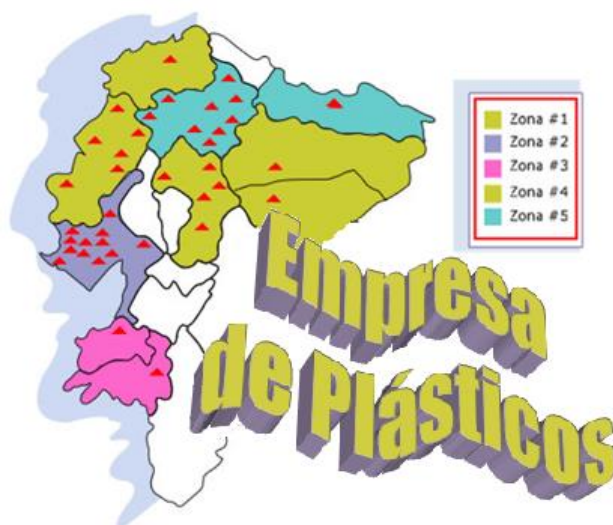 Zona #1
Zona #2
Zona #3
Zona #4
Zona #5
Empresa
de Plásticos